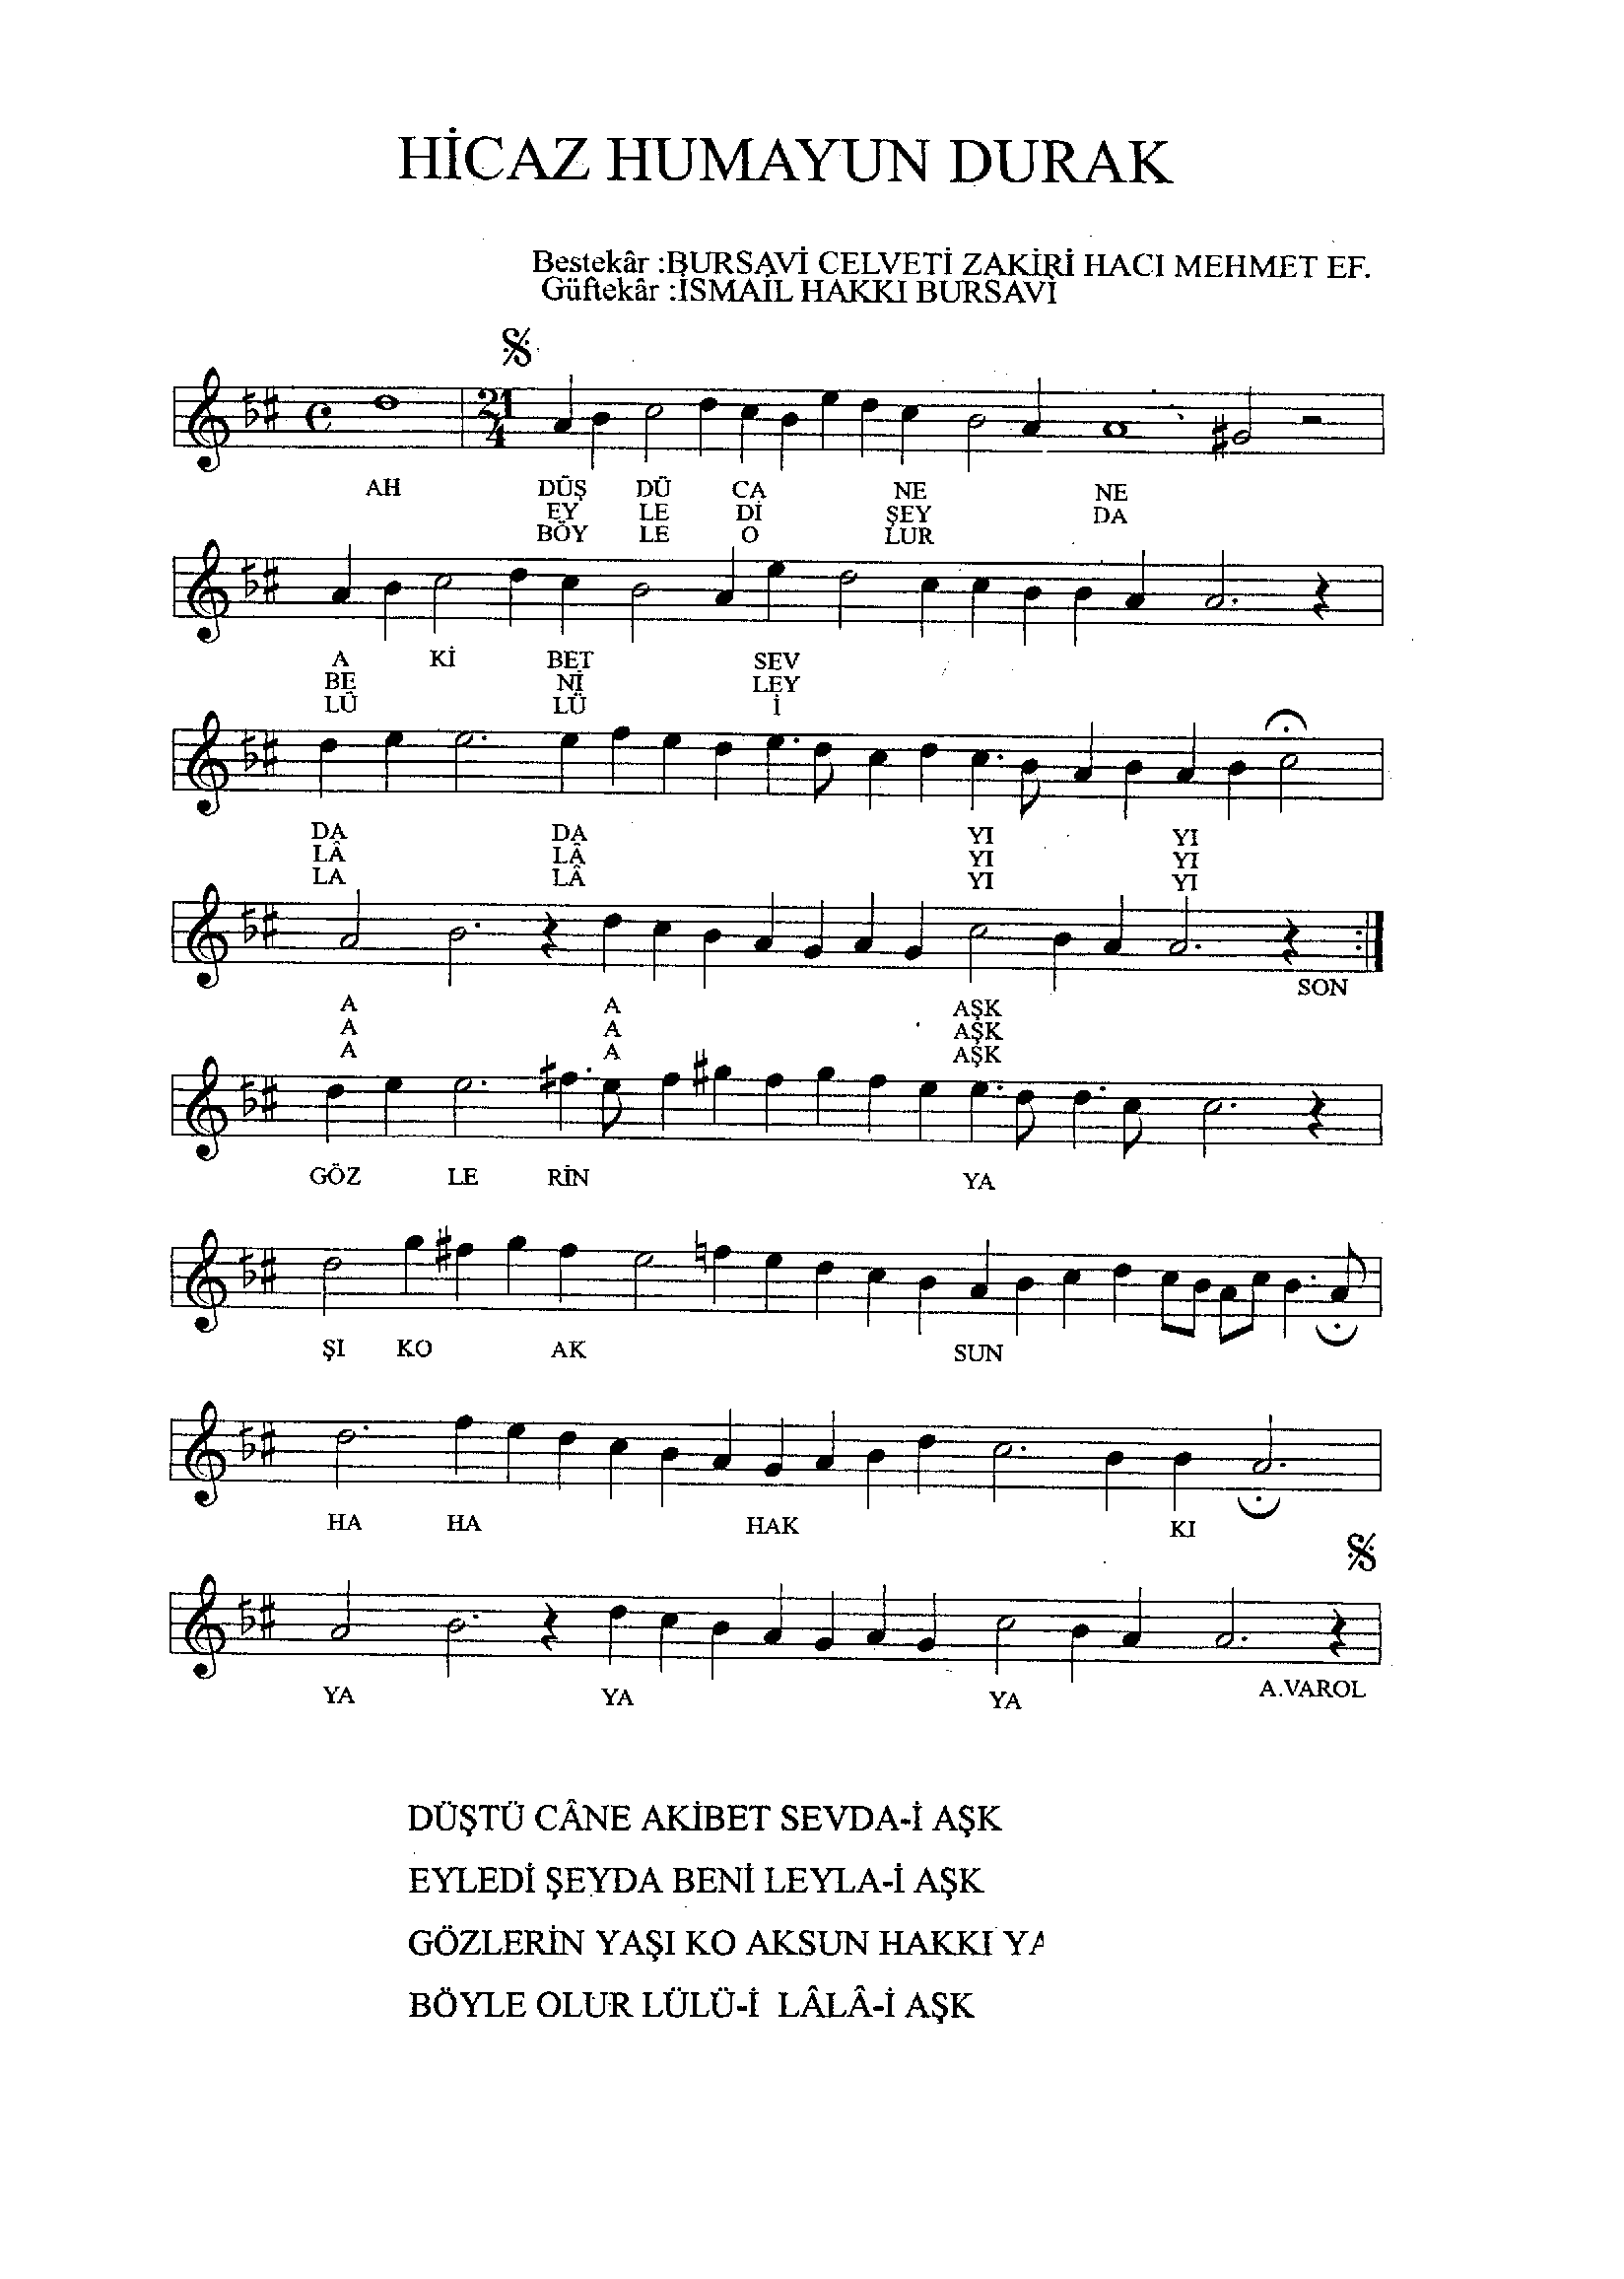 HİCAZ HUMAYUN DURAK
Bestekâr :BURSAVİ CELVETİ ZAKİRİ HACI MEHMET EF.
Güftekâr :İSMAİL HAKKI BURSAVİ
21
4
AH DÜŞ DÜ CA NE NE
EY LE Dİ ŞEY DA
BÖY LE O LUR
A Kİ BET SEV
BE Nİ LEY
LÜ LÜ İ
DA DA YI YI
LÂ LÂ YI YI
LA LÂ YI YI
SON
A A AŞK
A A AŞK
A A AŞK
GÖZ LE RİN YA
ŞI KO AK SUN
HA HA HAK KI
YA YA YA A.VAROL
DÜŞTÜ CÂNE AKİBET SEVDA-İ AŞK
EYLEDİ ŞEYDA BENİ LEYLA-İ AŞK
GÖZLERİN YAŞI KO AKSUN HAKKI YA
BÖYLE OLUR LÜLÜ-İ LÂLÂ-İ AŞK